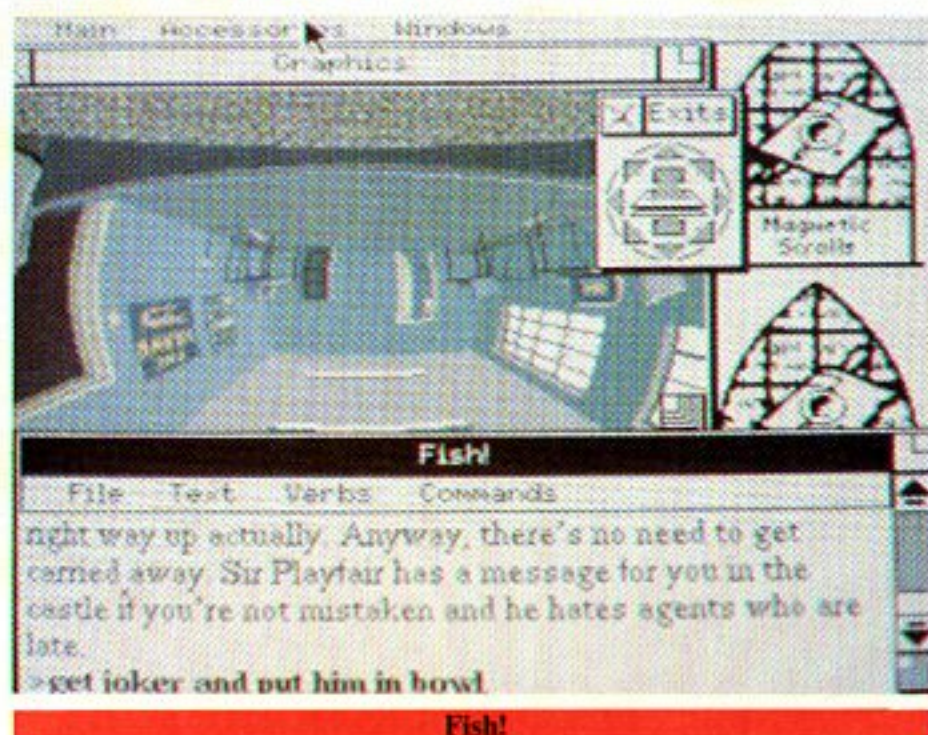 Main Accessories Windows
Graphics
Exits
Magnetic
Scrolls
Fish!
File Text Verbs Commands
right way up actually. Anyway, there's no need to get
carried away. Sir Playfair has a message for you in the
castle if you're not mistaken and he hates agents who are
late.
>get joker and put him in bowl
Fish!